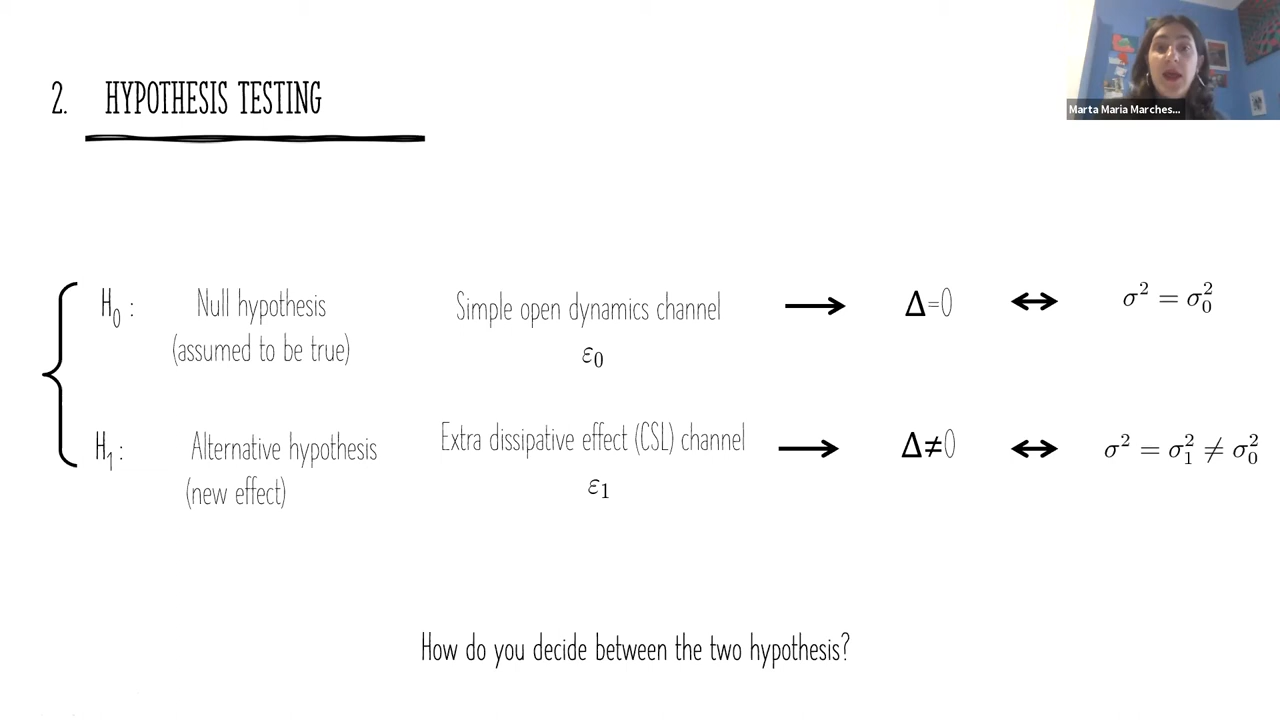 Marta Maria Marches...
2. HYPOTHESIS TESTING
H₀ : Null hypothesis Simple open dynamics channel → Δ=0 ↔ σ² = σ₀²
(assumed to be true) ε₀
H₁ : Alternative hypothesis Extra dissipative effect (CSL) channel → Δ≠0 ↔ σ² = σ₁² ≠ σ₀²
(new effect) ε₁
How do you decide between the two hypothesis?